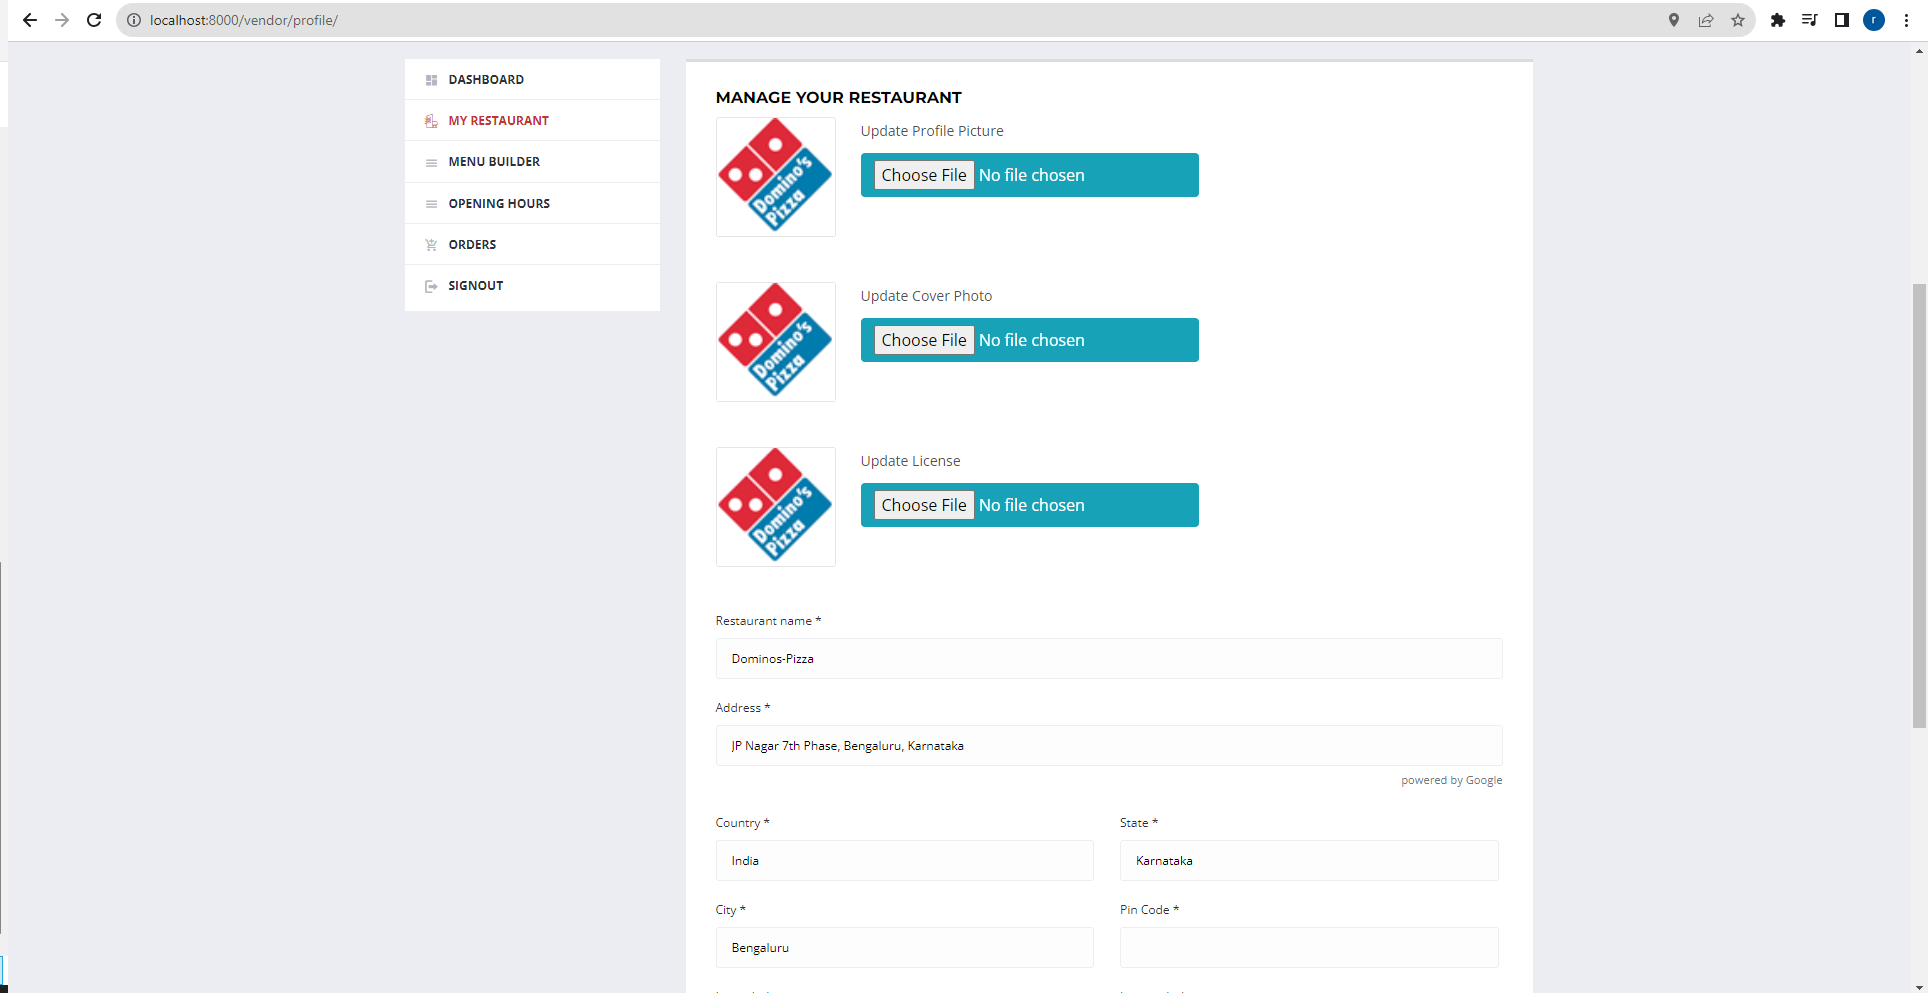 localhost:8000/vendor/profile/
r
DASHBOARD
MY RESTAURANT
MENU BUILDER
OPENING HOURS
ORDERS
SIGNOUT
MANAGE YOUR RESTAURANT
Domino's
Pizza
Update Profile Picture
Choose File No file chosen
Domino's
Pizza
Update Cover Photo
Choose File No file chosen
Domino's
Pizza
Update License
Choose File No file chosen
Restaurant name *
Dominos-Pizza
Address *
JP Nagar 7th Phase, Bengaluru, Karnataka
powered by Google
Country *
State *
India
Karnataka
City *
Pin Code *
Bengaluru